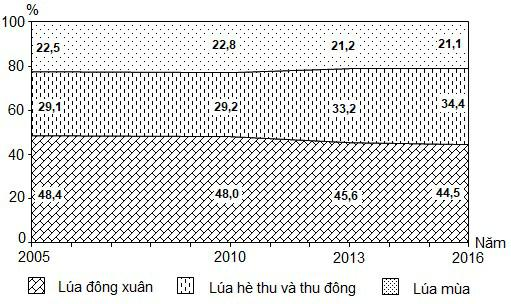 %
100
22,5 22,8 21,2 21,1
80
60
29,1 29,2 33,2 34,4
40
20
48,4 48,0 45,6 44,5
0
2005 2010 2013 2016 Năm
Lúa đông xuân Lúa hè thu và thu đông Lúa mùa